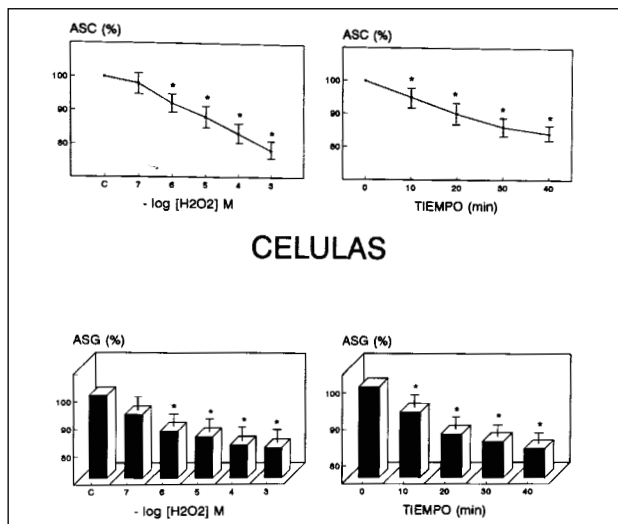 ASC (%)
100
90
80
* * * *
C 7 6 5 4 3
- log [H2O2] M
ASC (%)
100
90
80
* * * *
0 10 20 30 40
TIEMPO (min)
CELULAS
ASG (%)
100
90
80
* * * *
C 7 6 5 4 3
- log [H2O2] M
ASG (%)
100
90
80
* * * *
0 10 20 30 40
TIEMPO (min)